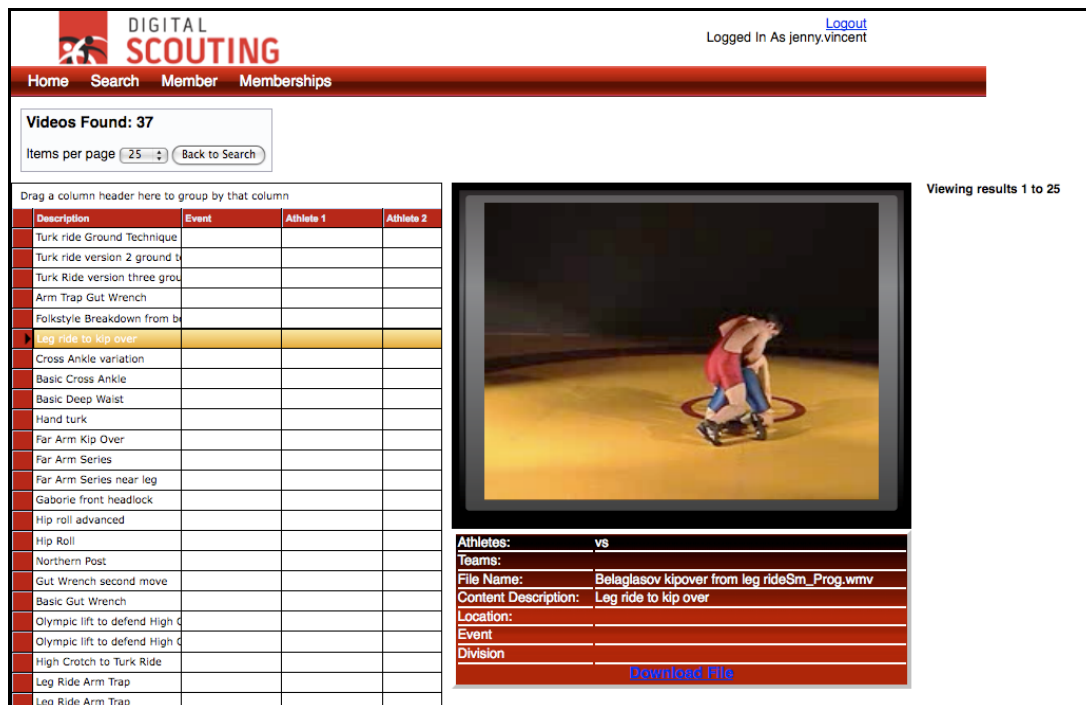 DIGITAL
SCOUTING
Logout
Logged In As jenny.vincent
Home Search Member Memberships
Videos Found: 37
Items per page 25 Back to Search
Drag a column header here to group by that column
Viewing results 1 to 25
Description Event Athlete 1 Athlete 2
Turk ride Ground Technique
Turk ride version 2 ground t
Turk Ride version three grou
Arm Trap Gut Wrench
Folkstyle Breakdown from b
Leg ride to kip over
Cross Ankle variation
Basic Cross Ankle
Basic Deep Waist
Hand turk
Far Arm Kip Over
Far Arm Series
Far Arm Series near leg
Gaborie front headlock
Hip roll advanced
Hip Roll
Northern Post
Gut Wrench second move
Basic Gut Wrench
Olympic lift to defend High C
Olympic lift to defend High C
High Crotch to Turk Ride
Leg Ride Arm Trap
Leg Ride Arm Trap
Athletes: vs
Teams:
File Name: Belaglasov kipover from leg rideSm_Prog.wmv
Content Description: Leg ride to kip over
Location:
Event
Division
Download File